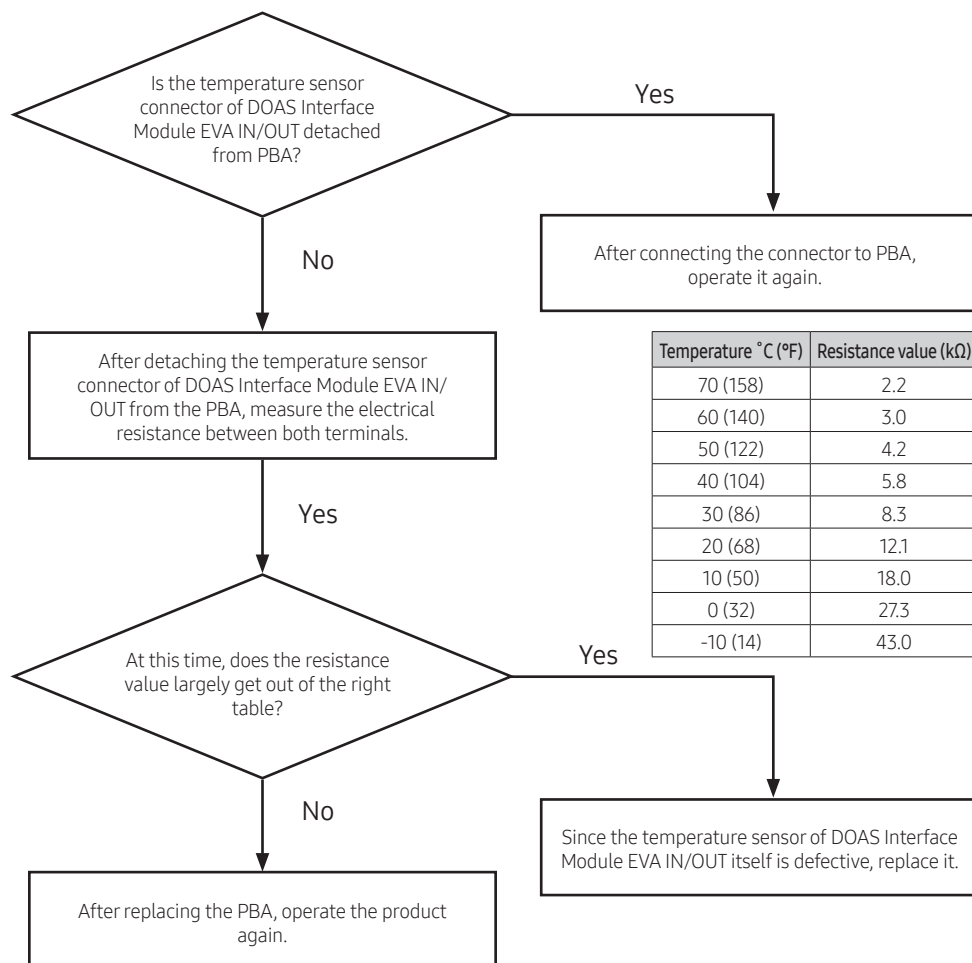 Is the temperature sensor
connector of DOAS Interface
Module EVA IN/OUT detached
from PBA?
Yes
No
After connecting the connector to PBA,
operate it again.
After detaching the temperature sensor
connector of DOAS Interface Module EVA IN/
OUT from the PBA, measure the electrical
resistance between both terminals.
Temperature ˚C (°F) Resistance value (kΩ)
70 (158) 2.2
60 (140) 3.0
50 (122) 4.2
40 (104) 5.8
30 (86) 8.3
20 (68) 12.1
10 (50) 18.0
0 (32) 27.3
-10 (14) 43.0
Yes
At this time, does the resistance
value largely get out of the right
table?
Yes
No
Since the temperature sensor of DOAS Interface
Module EVA IN/OUT itself is defective, replace it.
After replacing the PBA, operate the product
again.